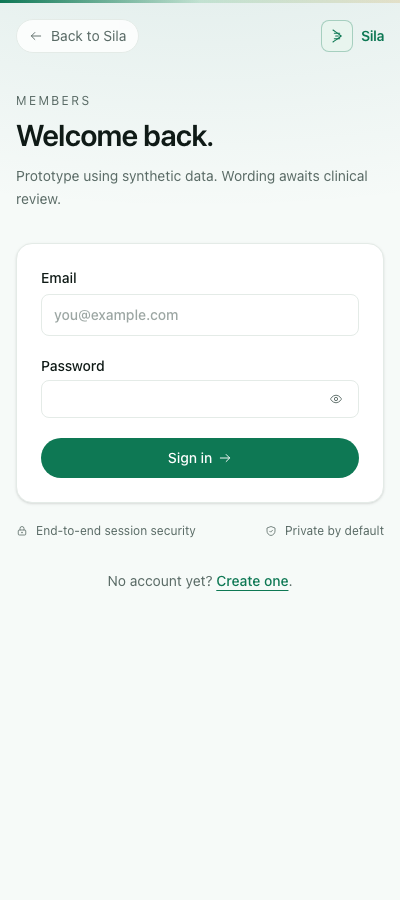 Back to Sila
Sila
MEMBERS
Welcome back.
Prototype using synthetic data. Wording awaits clinical
review.
Email
you@example.com
Password
Sign in →
End-to-end session security
Private by default
No account yet? Create one.